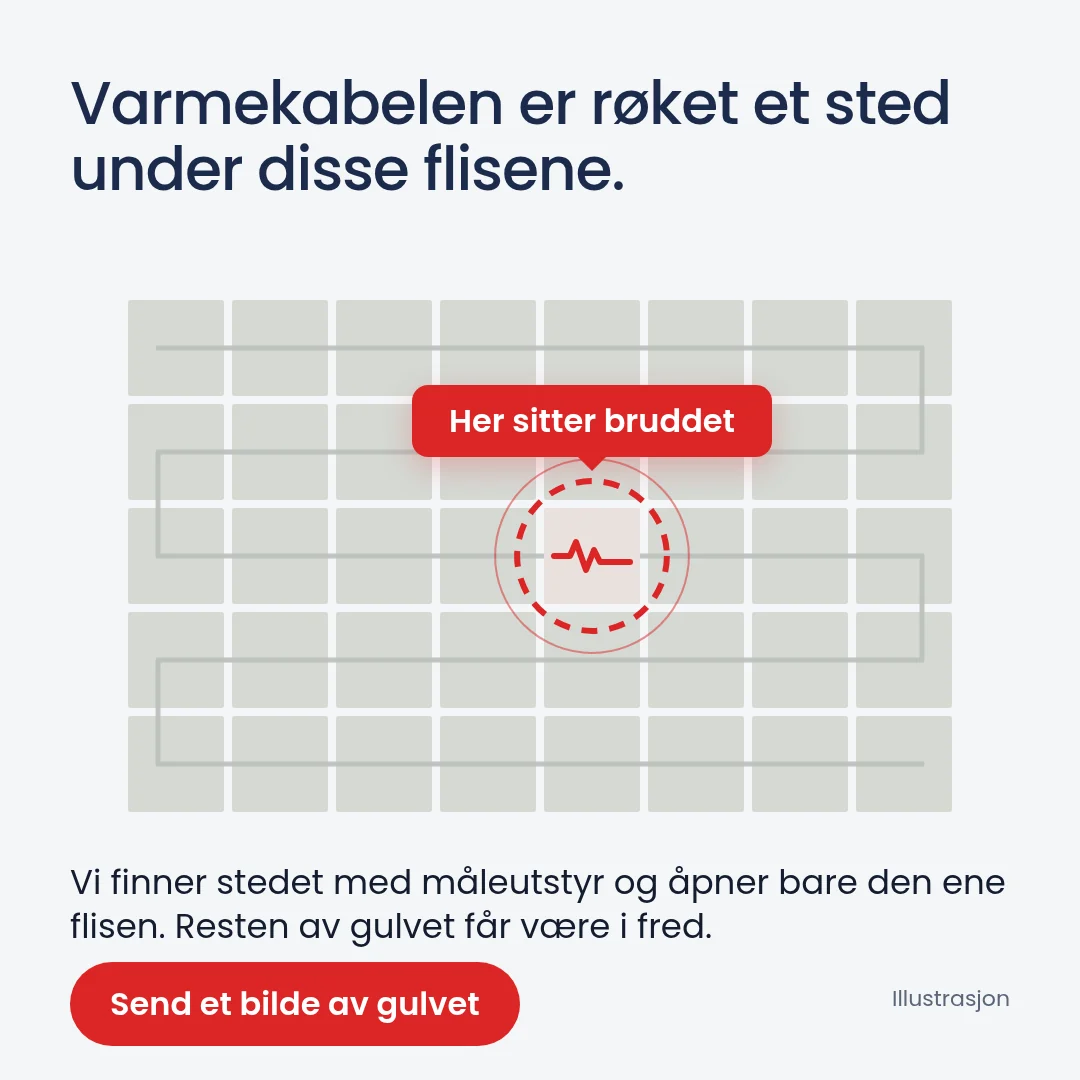 Varmekabelen er røket et sted
under disse flisene.
Her sitter bruddet
Vi finner stedet med måleutstyr og åpner bare den ene
flisen. Resten av gulvet får være i fred.
Send et bilde av gulvet
Illustrasjon